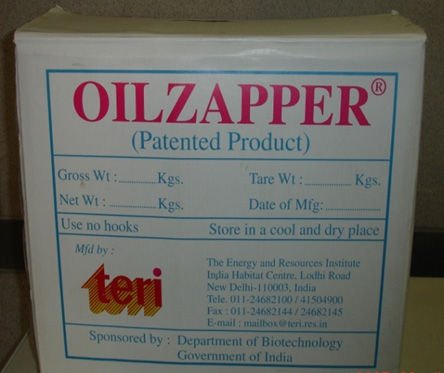 OILZAPPER®
(Patented Product)
Gross Wt : Kgs. Tare Wt : Kgs.
Net Wt : Kgs. Date of Mfg:
Use no hooks Store in a cool and dry place
Mfd by :
teri
The Energy and Resources Institute
India Habitat Centre, Lodhi Road
New Delhi-110003, India
Tele. 011-24682100 / 41504900
Fax : 011-24682144 / 24682145
E-mail : mailbox@teri.res.in
Sponsored by : Department of Biotechnology
Government of India